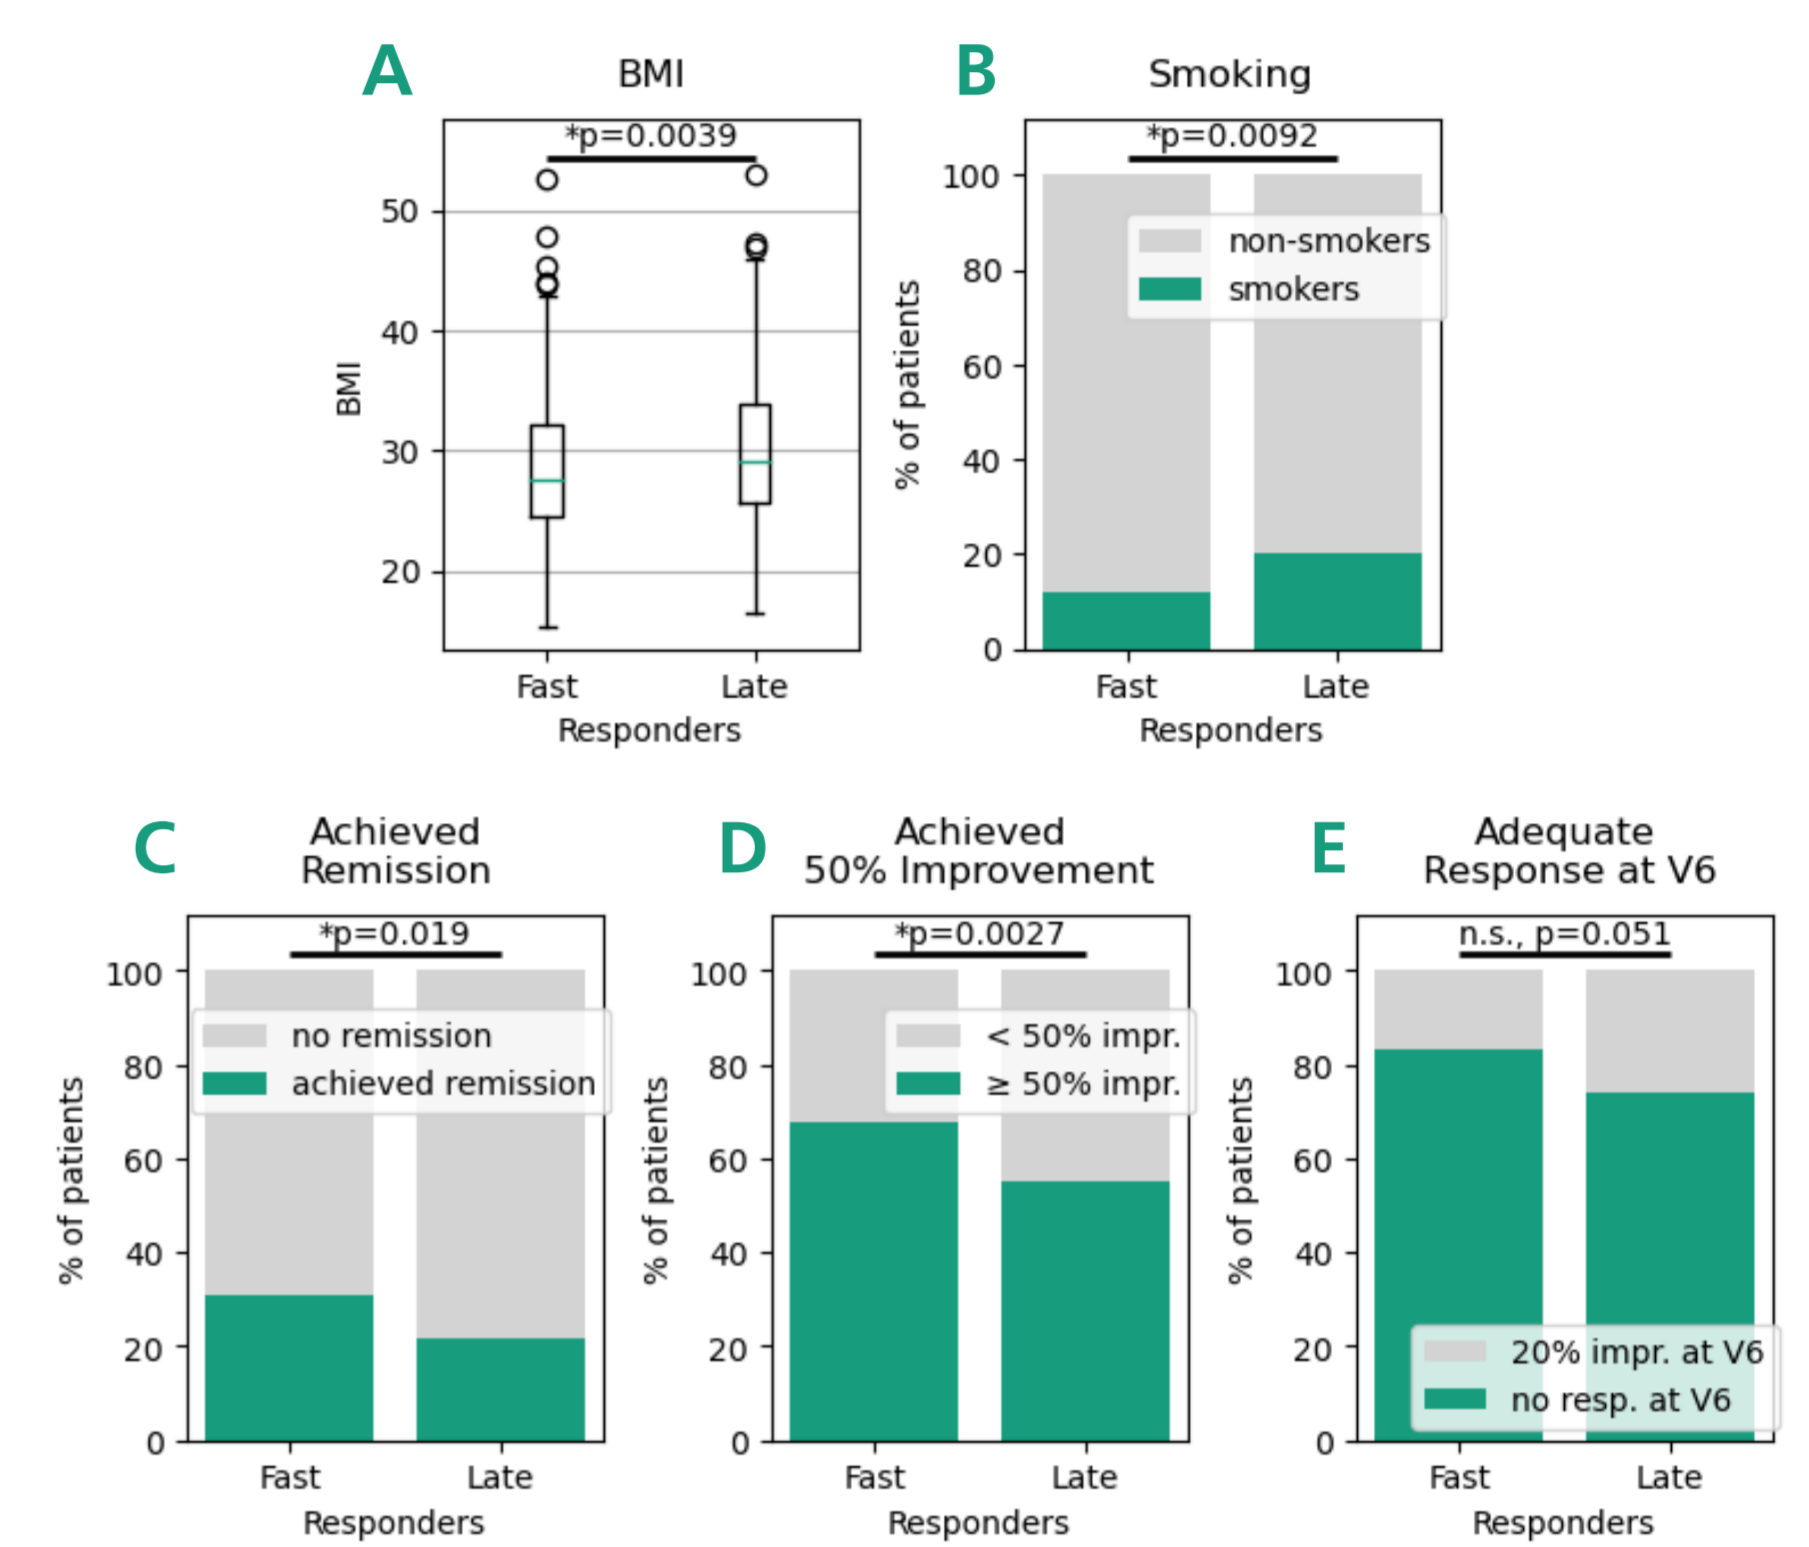 A
BMI
*p=0.0039
50
40
30
20
BMI
Fast
Late
Responders
B
Smoking
*p=0.0092
100
80
60
40
20
0
% of patients
non-smokers
smokers
Fast
Late
Responders
C
Achieved
Remission
*p=0.019
100
80
60
40
20
0
% of patients
no remission
achieved remission
Fast
Late
Responders
D
Achieved
50% Improvement
*p=0.0027
100
80
60
40
20
0
% of patients
< 50% impr.
≥ 50% impr.
Fast
Late
Responders
E
Adequate
Response at V6
n.s., p=0.051
100
80
60
40
20
0
% of patients
20% impr. at V6
no resp. at V6
Fast
Late
Responders